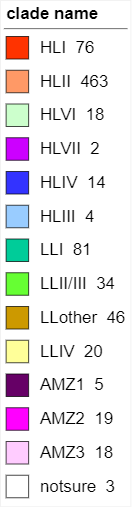 clade name
HLI 76
HLII 463
HLVI 18
HLVII 2
HLIV 14
HLIII 4
LLI 81
LLII/III 34
LLother 46
LLIV 20
AMZ1 5
AMZ2 19
AMZ3 18
notsure 3